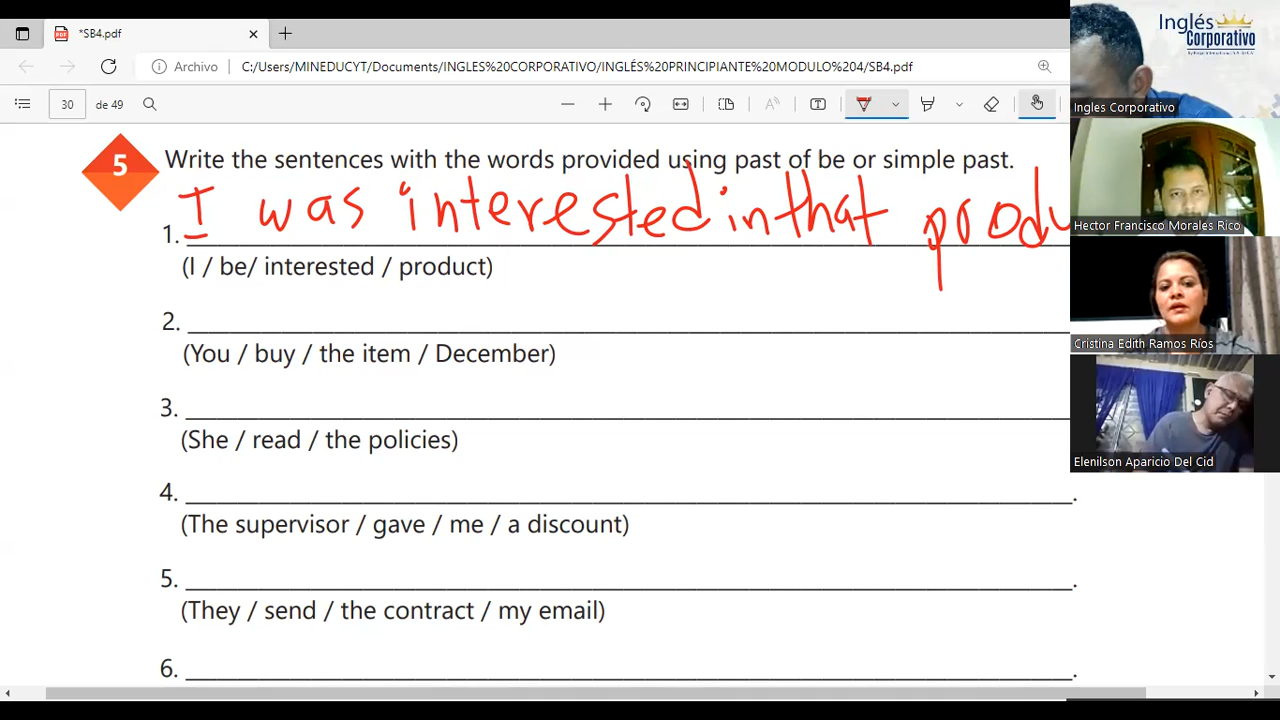 *SB4.pdf
Archivo C:/Users/MINEDUCYT/Documents/INGLES%20CORPORATIVO/INGLÉS%20PRINCIPIANTE%20MODULO%204/SB4.pdf
30 de 49
5 Write the sentences with the words provided using past of be or simple past.
1. I was interested in that produ
(I / be/ interested / product)
2.
(You / buy / the item / December)
3.
(She / read / the policies)
4.
(The supervisor / gave / me / a discount)
5.
(They / send / the contract / my email)
6.
Inglés
Corporativo
Ingles Corporativo
Hector Francisco Morales Rico
Cristina Edith Ramos Ríos
Elenilson Aparicio Del Cid